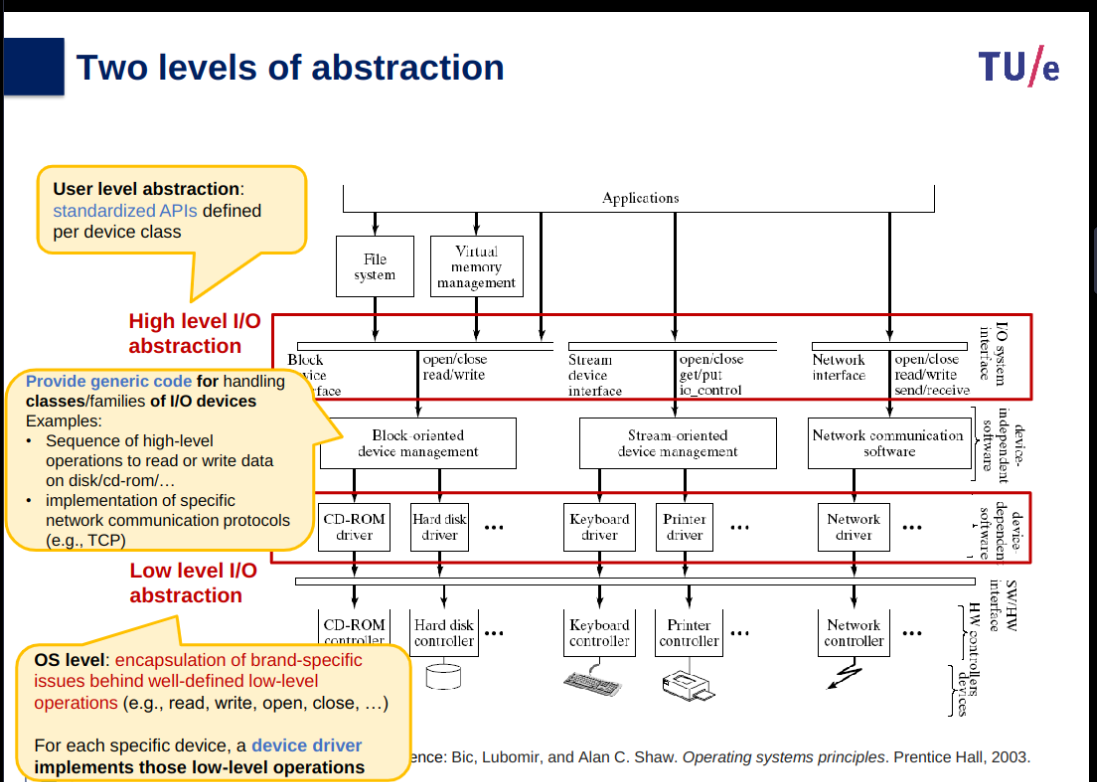 Two levels of abstraction
TU/e
User level abstraction:
standardized APIs defined
per device class
Applications
File
system
Virtual
memory
management
High level I/O
abstraction
I/O system
interface
Block
vice
rface
open/close
read/write
Stream
device
interface
open/close
get/put
io_control
Network
interface
open/close
read/write
send/receive
Provide generic code for handling
classes/families of I/O devices
Examples:
• Sequence of high-level
operations to read or write data
on disk/cd-rom/…
• implementation of specific
network communication protocols
(e.g., TCP)
Block-oriented
device management
Stream-oriented
device management
Network communication
software
device-
independent
software
CD-ROM
driver
Hard disk
driver
...
Keyboard
driver
Printer
driver
...
Network
driver
...
device-
dependent
software
Low level I/O
abstraction
SW/HW
interface
CD-ROM
controller
Hard disk
controller
...
Keyboard
controller
Printer
controller
...
Network
controller
...
HW controllers
devices
OS level: encapsulation of brand-specific
issues behind well-defined low-level
operations (e.g., read, write, open, close, …)
For each specific device, a device driver
implements those low-level operations
ence: Bic, Lubomir, and Alan C. Shaw. Operating systems principles. Prentice Hall, 2003.